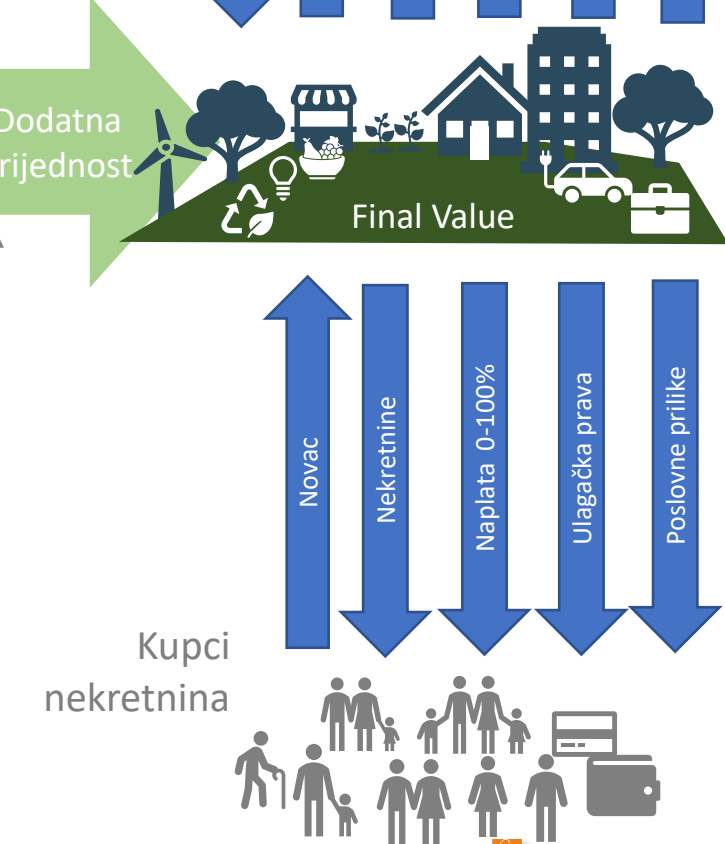 Dodatna
rijednost
Final Value
Novac
Nekretnine
Naplata 0-100%
Ulagačka prava
Poslovne prilike
Kupci
nekretnina